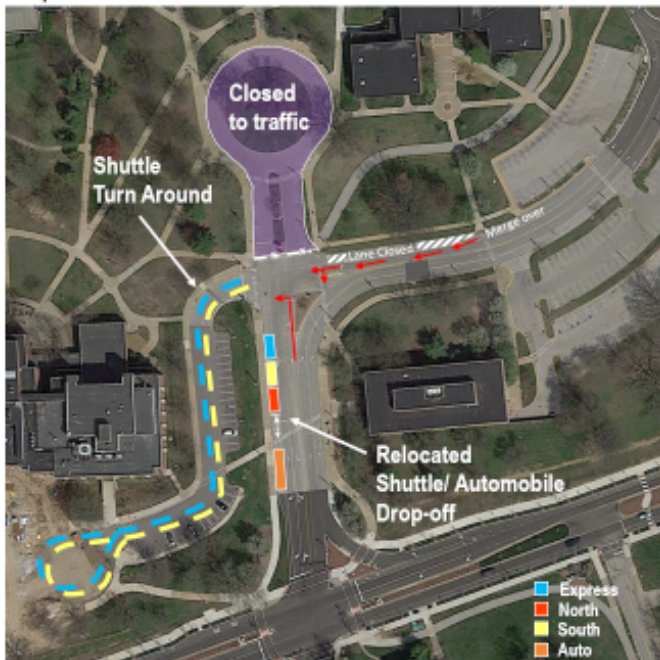 Closed
to traffic
Shuttle
Turn Around
Merge over
Lane Closed
Relocated
Shuttle/ Automobile
Drop-off
Express
North
South
Auto